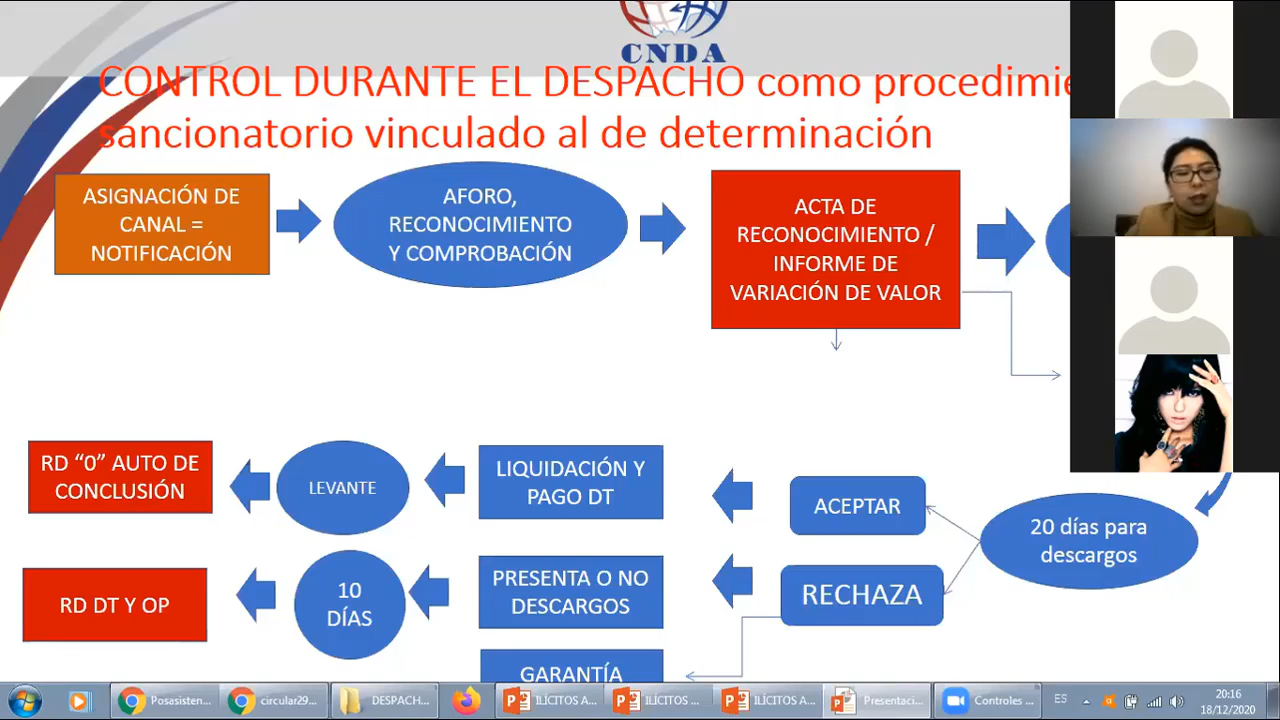 CNDA
CONTROL DURANTE EL DESPACHO como procedimie
sancionatorio vinculado al de determinación
ASIGNACIÓN DE
CANAL =
NOTIFICACIÓN
AFORO,
RECONOCIMIENTO
Y COMPROBACIÓN
ACTA DE
RECONOCIMIENTO /
INFORME DE
VARIACIÓN DE VALOR
20 días para
descargos
ACEPTAR
LIQUIDACIÓN Y
PAGO DT
LEVANTE
RD “0” AUTO DE
CONCLUSIÓN
RECHAZA
PRESENTA O NO
DESCARGOS
10
DÍAS
RD DT Y OP
GARANTÍA
Posasisten...
circular29...
DESPACH...
ILÍCITOS A...
ILÍCITOS ...
ILÍCITOS A...
Presentaci...
Controles ...
ES
20:16
18/12/2020